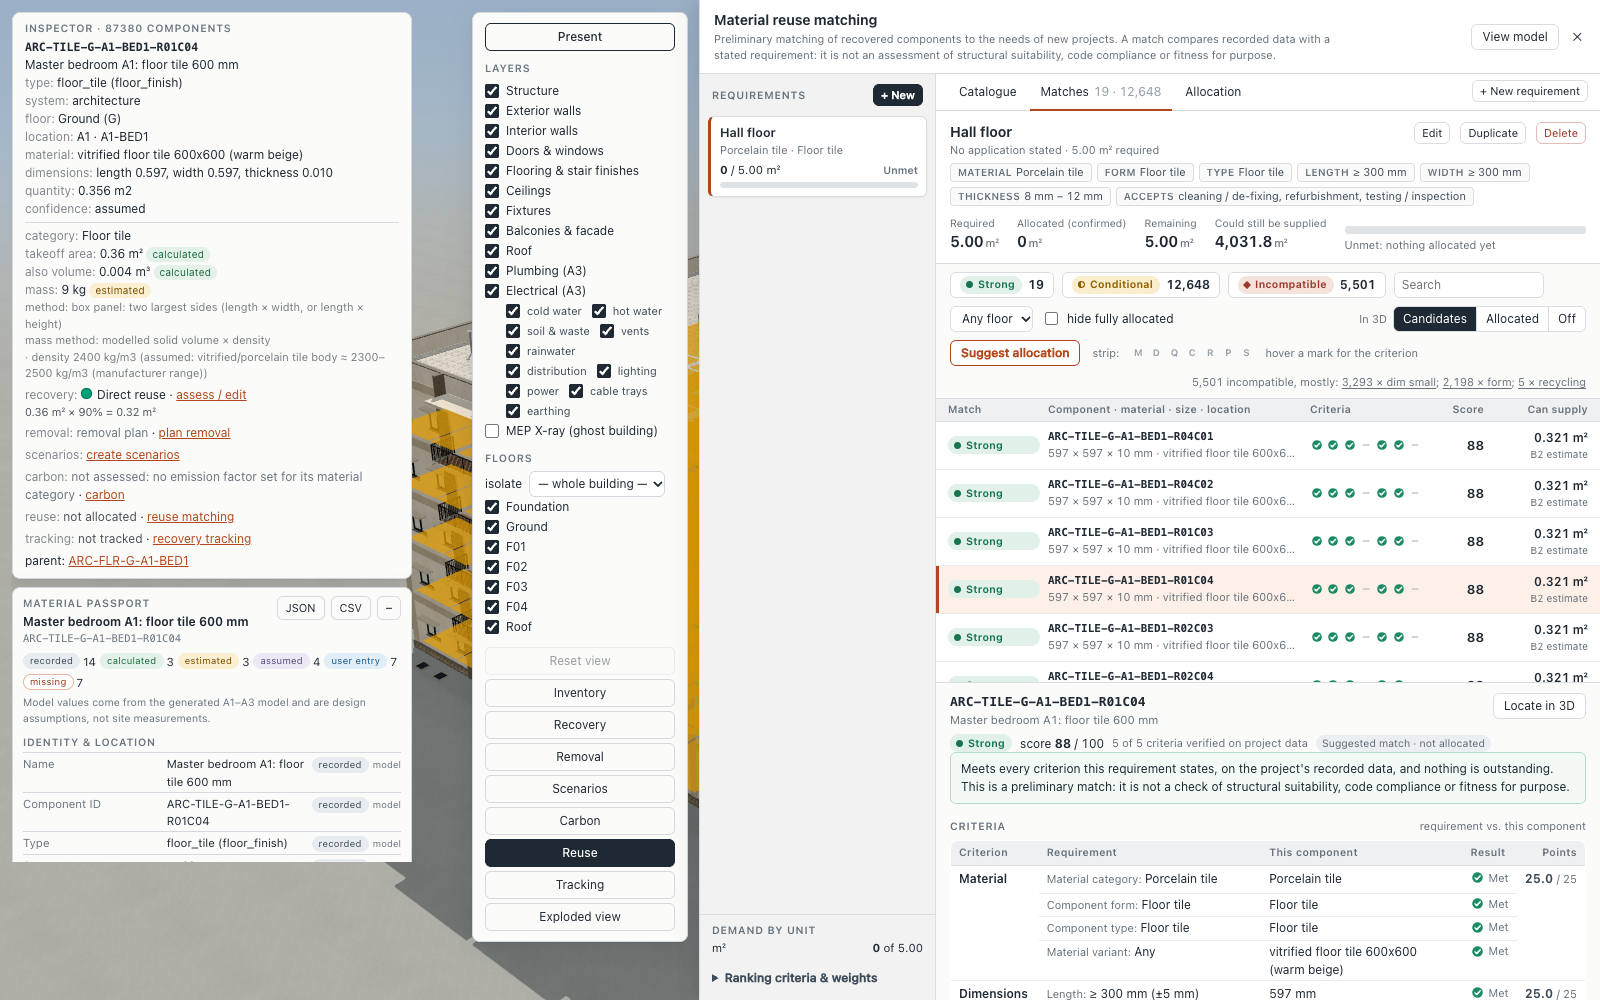 INSPECTOR · 87380 COMPONENTS
ARC-TILE-G-A1-BED1-R01C04
Master bedroom A1: floor tile 600 mm
type: floor_tile (floor_finish)
system: architecture
floor: Ground (G)
location: A1 · A1-BED1
material: vitrified floor tile 600x600 (warm beige)
dimensions: length 0.597, width 0.597, thickness 0.010
quantity: 0.356 m2
confidence: assumed
category: Floor tile
takeoff area: 0.36 m² calculated
also volume: 0.004 m³ calculated
mass: 9 kg estimated
method: box panel: two largest sides (length × width, or length ×
height)
mass method: modelled solid volume × density
· density 2400 kg/m3 (assumed: vitrified/porcelain tile body ≈ 2300–
2500 kg/m3 (manufacturer range))
recovery: Direct reuse · assess / edit
0.36 m² × 90% = 0.32 m²
removal: removal plan · plan removal
scenarios: create scenarios
carbon: not assessed: no emission factor set for its material
category · carbon
reuse: not allocated · reuse matching
tracking: not tracked · recovery tracking
parent: ARC-FLR-G-A1-BED1
MATERIAL PASSPORT
JSON
CSV
–
Master bedroom A1: floor tile 600 mm
ARC-TILE-G-A1-BED1-R01C04
recorded 14 calculated 3 estimated 3 assumed 4 user entry 7
missing 7
Model values come from the generated A1–A3 model and are design
assumptions, not site measurements.
IDENTITY & LOCATION
Name Master bedroom A1: floor recorded model
tile 600 mm
Component ID ARC-TILE-G-A1-BED1- recorded model
R01C04
Type floor_tile (floor_finish) recorded model
Present
LAYERS
Structure
Exterior walls
Interior walls
Doors & windows
Flooring & stair finishes
Ceilings
Fixtures
Balconies & facade
Roof
Plumbing (A3)
Electrical (A3)
cold water hot water
soil & waste vents
rainwater
distribution lighting
power cable trays
earthing
MEP X-ray (ghost building)
FLOORS
isolate — whole building —
Foundation
Ground
F01
F02
F03
F04
Roof
Reset view
Inventory
Recovery
Removal
Scenarios
Carbon
Reuse
Tracking
Exploded view
Material reuse matching
Preliminary matching of recovered components to the needs of new projects. A match compares recorded data with a
stated requirement: it is not an assessment of structural suitability, code compliance or fitness for purpose.
View model
×
REQUIREMENTS
+ New
Hall floor
Porcelain tile · Floor tile
0 / 5.00 m² Unmet
DEMAND BY UNIT
m² 0 of 5.00
▸ Ranking criteria & weights
Catalogue
Matches 19 · 12,648
Allocation
+ New requirement
Hall floor
Edit
Duplicate
Delete
No application stated · 5.00 m² required
MATERIAL Porcelain tile FORM Floor tile TYPE Floor tile LENGTH ≥ 300 mm WIDTH ≥ 300 mm
THICKNESS 8 mm – 12 mm ACCEPTS cleaning / de-fixing, refurbishment, testing / inspection
Required Allocated (confirmed) Remaining Could still be supplied
5.00 m² 0 m² 5.00 m² 4,031.8 m²
Unmet: nothing allocated yet
Strong 19 Conditional 12,648 Incompatible 5,501 Search
Any floor hide fully allocated In 3D Candidates Allocated Off
Suggest allocation strip: M D Q C R P S hover a mark for the criterion
5,501 incompatible, mostly: 3,293 × dim small; 2,198 × form; 5 × recycling
Match Component · material · size · location Criteria Score Can supply
Strong ARC-TILE-G-A1-BED1-R04C01 88 0.321 m²
597 × 597 × 10 mm · vitrified floor tile 600x6... B2 estimate
Strong ARC-TILE-G-A1-BED1-R04C02 88 0.321 m²
597 × 597 × 10 mm · vitrified floor tile 600x6... B2 estimate
Strong ARC-TILE-G-A1-BED1-R01C03 88 0.321 m²
597 × 597 × 10 mm · vitrified floor tile 600x6... B2 estimate
Strong ARC-TILE-G-A1-BED1-R01C04 88 0.321 m²
597 × 597 × 10 mm · vitrified floor tile 600x6... B2 estimate
Strong ARC-TILE-G-A1-BED1-R02C03 88 0.321 m²
597 × 597 × 10 mm · vitrified floor tile 600x6... B2 estimate
ARC-TILE-G-A1-BED1-R02C04 0.321 m²
ARC-TILE-G-A1-BED1-R01C04
Master bedroom A1: floor tile 600 mm
Locate in 3D
Strong score 88 / 100 5 of 5 criteria verified on project data Suggested match · not allocated
Meets every criterion this requirement states, on the project's recorded data, and nothing is outstanding.
This is a preliminary match: it is not a check of structural suitability, code compliance or fitness for purpose.
CRITERIA requirement vs. this component
Criterion Requirement This component Result Points
Material Material category: Porcelain tile Porcelain tile Met 25.0 / 25
Component form: Floor tile Floor tile Met
Component type: Floor tile Floor tile Met
Material variant: Any vitrified floor tile 600x600 Met
(warm beige)
Dimensions Length: ≥ 300 mm (±5 mm) 597 mm Met 25.0 / 25